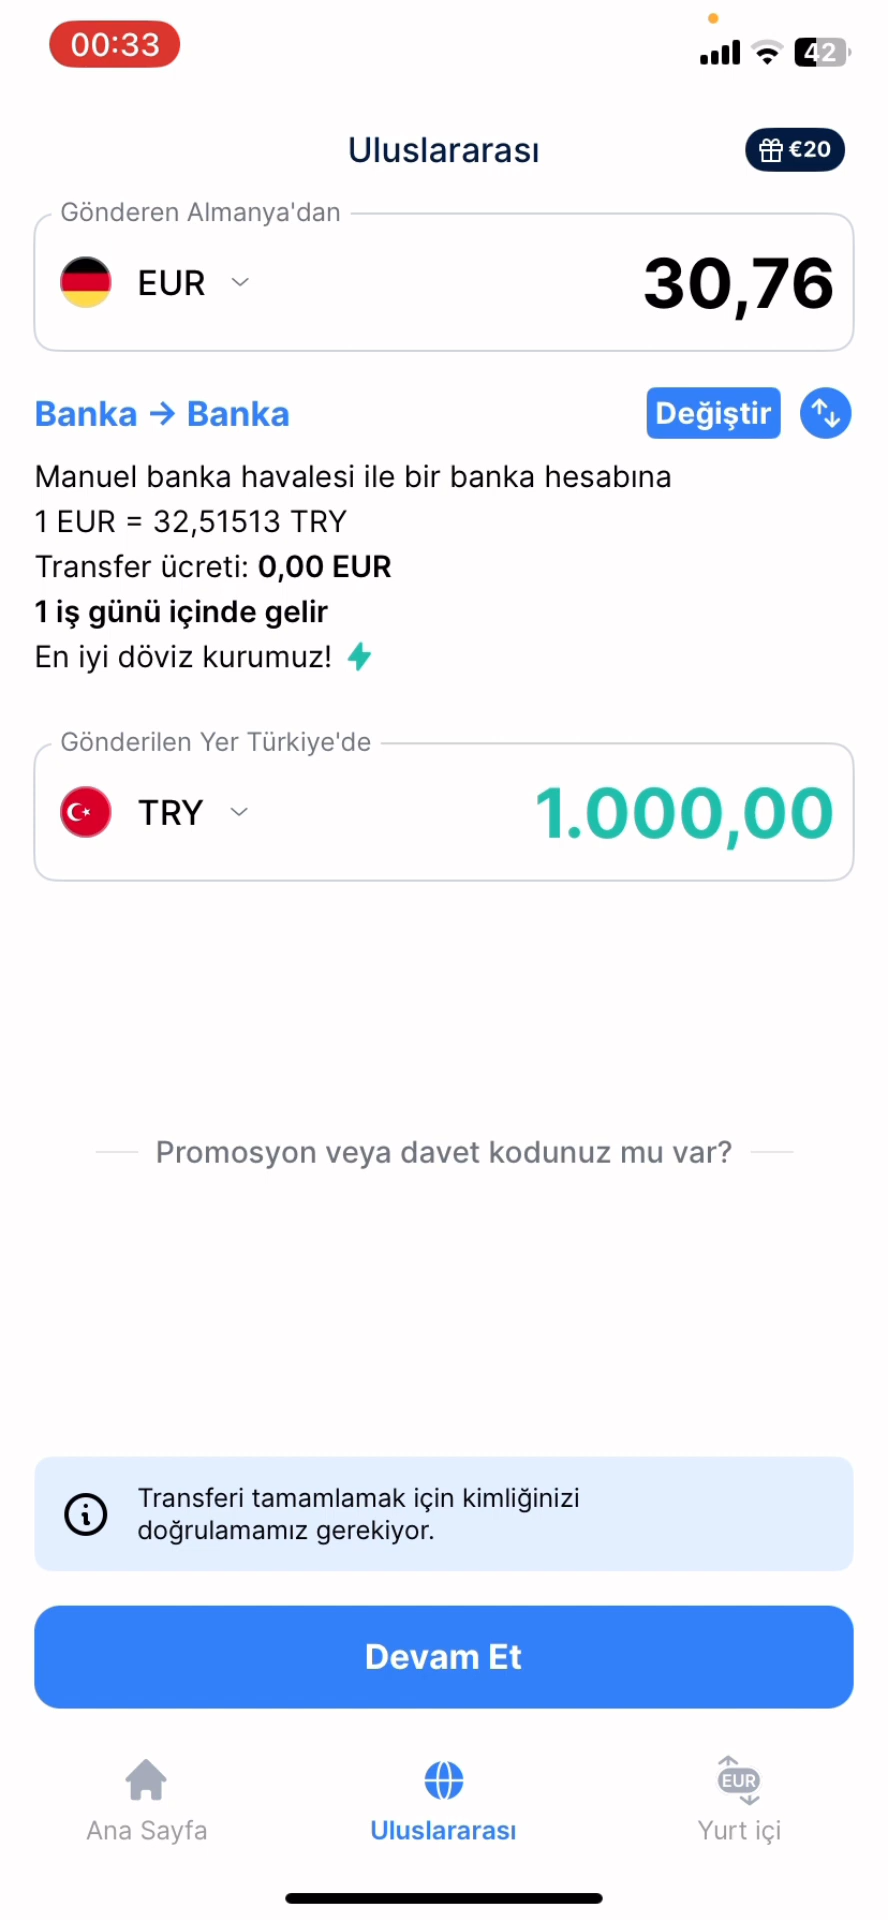 00:33
42
Uluslararası
€20
Gönderen Almanya'dan
EUR
30,76
Banka → Banka
Değiştir
Manuel banka havalesi ile bir banka hesabına
1 EUR = 32,51513 TRY
Transfer ücreti: 0,00 EUR
1 iş günü içinde gelir
En iyi döviz kurumuz!
Gönderilen Yer Türkiye'de
TRY
1.000,00
Promosyon veya davet kodunuz mu var?
Transferi tamamlamak için kimliğinizi
doğrulamamız gerekiyor.
Devam Et
EUR
Ana Sayfa
Uluslararası
Yurt içi